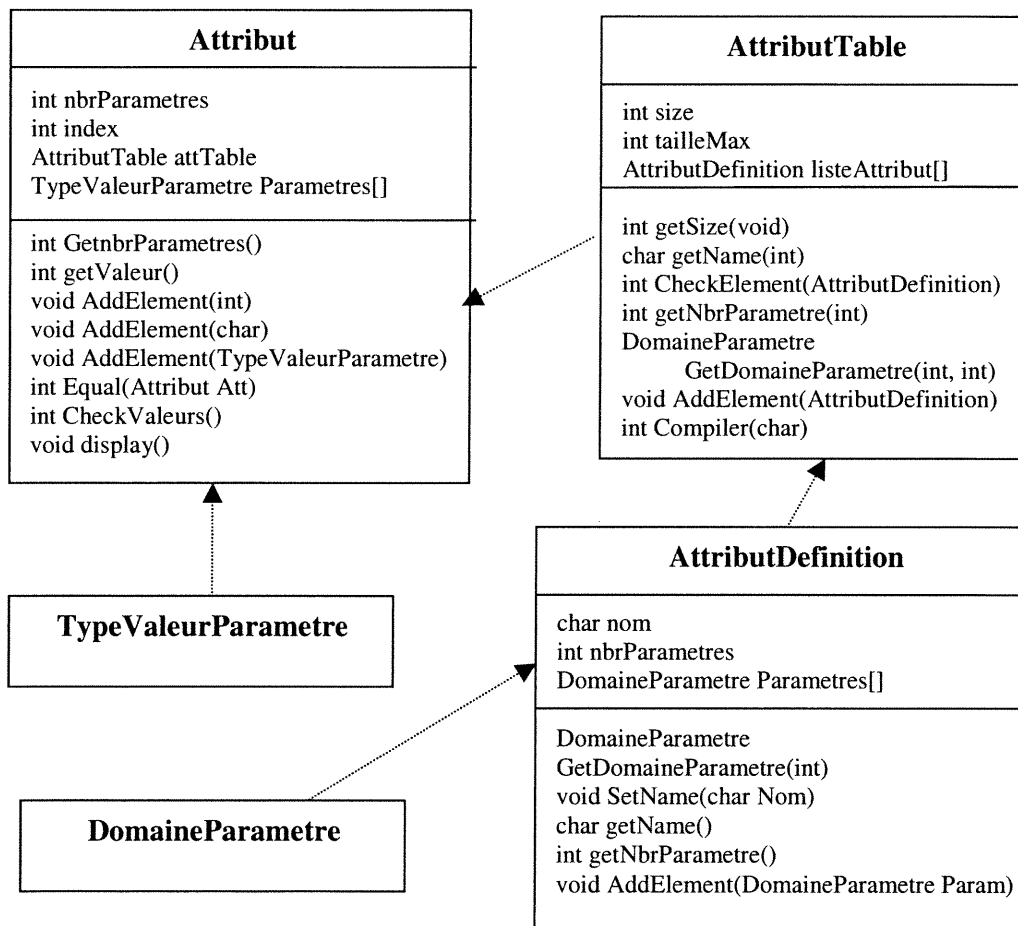 Attribut
int nbrParametres
int index
AttributTable attTable
TypeValeurParametre Parametres[]
int GetnbrParametres()
int getValeur()
void AddElement(int)
void AddElement(char)
void AddElement(TypeValeurParametre)
int Equal(Attribut Att)
int CheckValeurs()
void display()
AttributTable
int size
int tailleMax
AttributDefinition listeAttribut[]
int getSize(void)
char getName(int)
int CheckElement(AttributDefinition)
int getNbrParametre(int)
DomaineParametre
GetDomaineParametre(int, int)
void AddElement(AttributDefinition)
int Compiler(char)
TypeValeurParametre
AttributDefinition
char nom
int nbrParametres
DomaineParametre Parametres[]
DomaineParametre
GetDomaineParametre(int)
void SetName(char Nom)
char getName()
int getNbrParametre()
void AddElement(DomaineParametre Param)
DomaineParametre